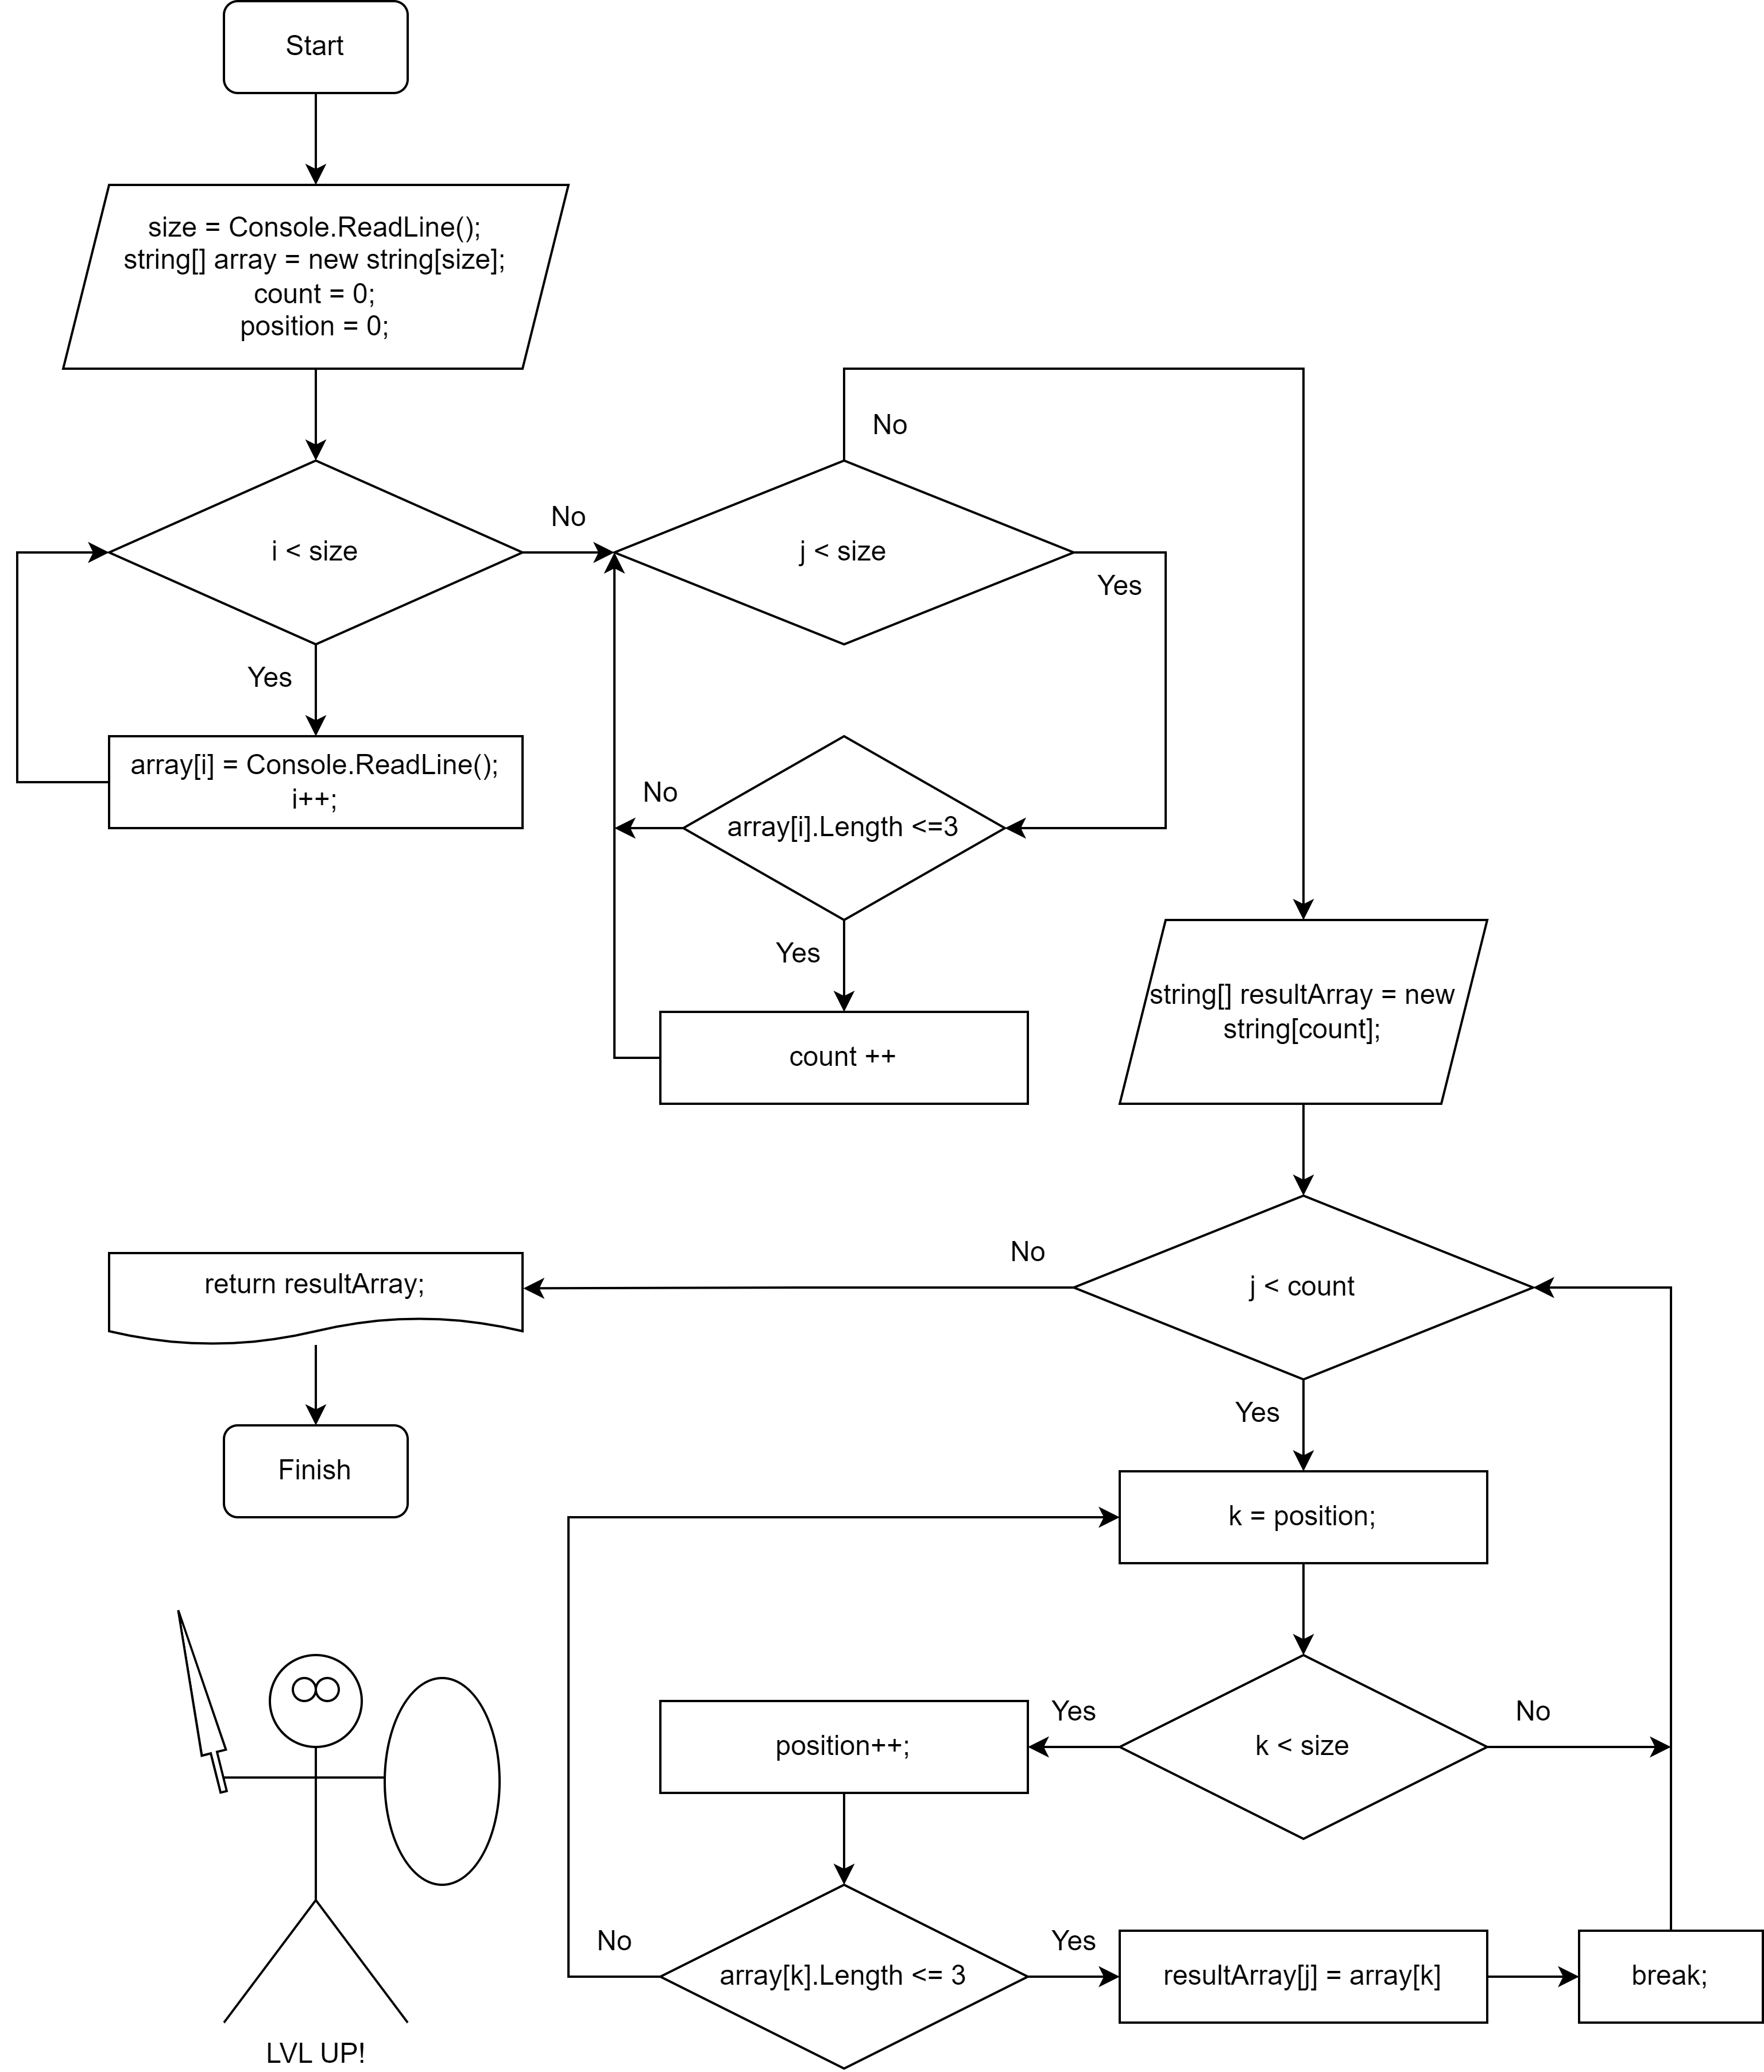 Start
size = Console.ReadLine();
string[] array = new string[size];
count = 0;
position = 0;
i < size
No
Yes
array[i] = Console.ReadLine();
i++;
j < size
No
Yes
array[i].Length <=3
No
Yes
count ++
string[] resultArray = new
string[count];
j < count
No
Yes
return resultArray;
Finish
k = position;
k < size
Yes
No
position++;
array[k].Length <= 3
No
Yes
resultArray[j] = array[k]
break;
LVL UP!